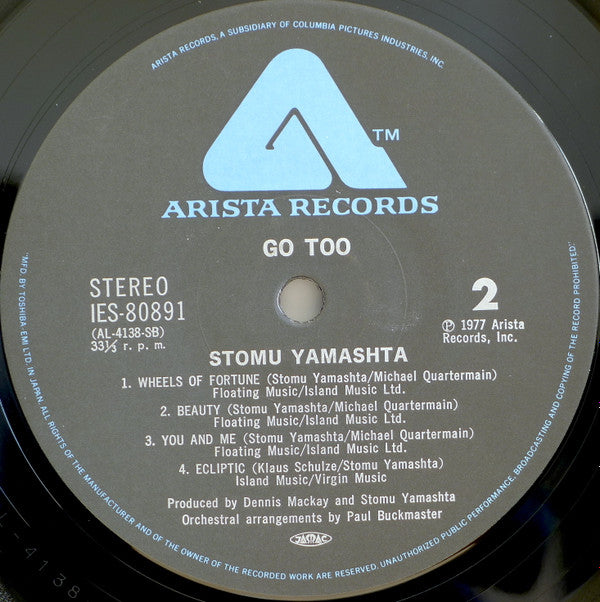 ARISTA RECORDS, A SUBSIDIARY OF COLUMBIA PICTURES INDUSTRIES, INC.
TM
ARISTA RECORDS
GO TOO
STEREO
IES-80891
(AL-4138-SB)
33⅓ r. p. m.
2
Ⓟ 1977 Arista
Records, Inc.
STOMU YAMASHTA
1. WHEELS OF FORTUNE (Stomu Yamashta/Michael Quartermain)
Floating Music/Island Music Ltd.
2. BEAUTY (Stomu Yamashta/Michael Quartermain)
Floating Music/Island Music Ltd.
3. YOU AND ME (Stomu Yamashta/Michael Quartermain)
Floating Music/Island Music Ltd.
4. ECLIPTIC (Klaus Schulze/Stomu Yamashta)
Island Music/Virgin Music
Produced by Dennis Mackay and Stomu Yamashta
Orchestral arrangements by Paul Buckmaster
JASRAC
"MFD. BY TOSHIBA-EMI LTD. IN JAPAN. ALL RIGHTS OF THE MANUFACTURER AND OF THE OWNER OF THE RECORDED WORK ARE RESERVED. UNAUTHORIZED PUBLIC PERFORMANCE, BROADCASTING AND COPYING OF THE RECORD PROHIBITED."
L-4138